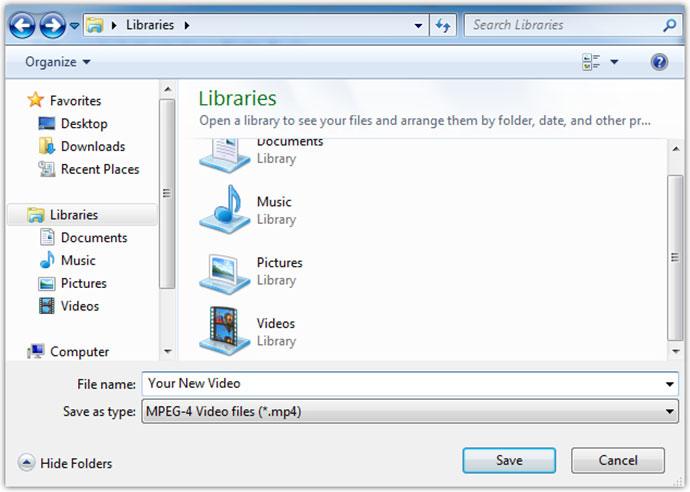 Libraries
Search Libraries
Organize
Favorites
Desktop
Downloads
Recent Places
Libraries
Documents
Music
Pictures
Videos
Computer
Libraries
Open a library to see your files and arrange them by folder, date, and other pr...
Documents
Library
Music
Library
Pictures
Library
Videos
Library
File name: Your New Video
Save as type: MPEG-4 Video files (*.mp4)
Hide Folders
Save
Cancel